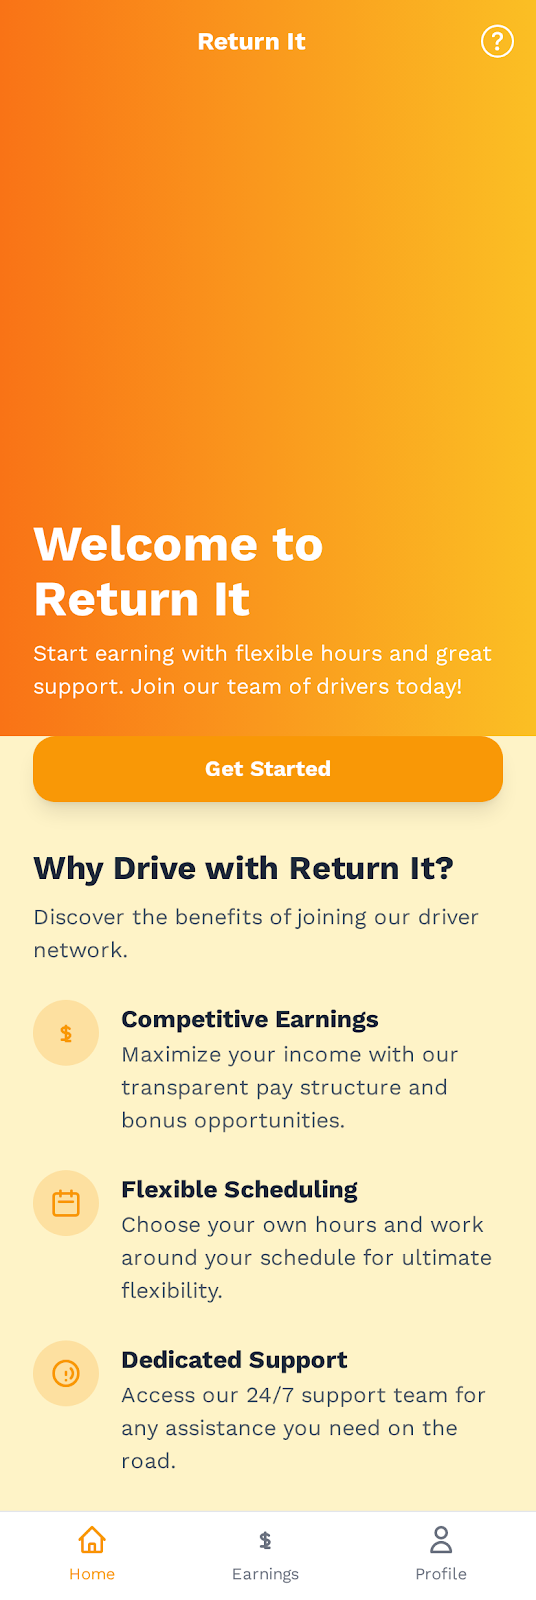 Return It
?
Welcome to
Return It
Start earning with flexible hours and great
support. Join our team of drivers today!
Get Started
Why Drive with Return It?
Discover the benefits of joining our driver
network.
$
Competitive Earnings
Maximize your income with our
transparent pay structure and
bonus opportunities.
Flexible Scheduling
Choose your own hours and work
around your schedule for ultimate
flexibility.
Dedicated Support
Access our 24/7 support team for
any assistance you need on the
road.
$
Home
Earnings
Profile